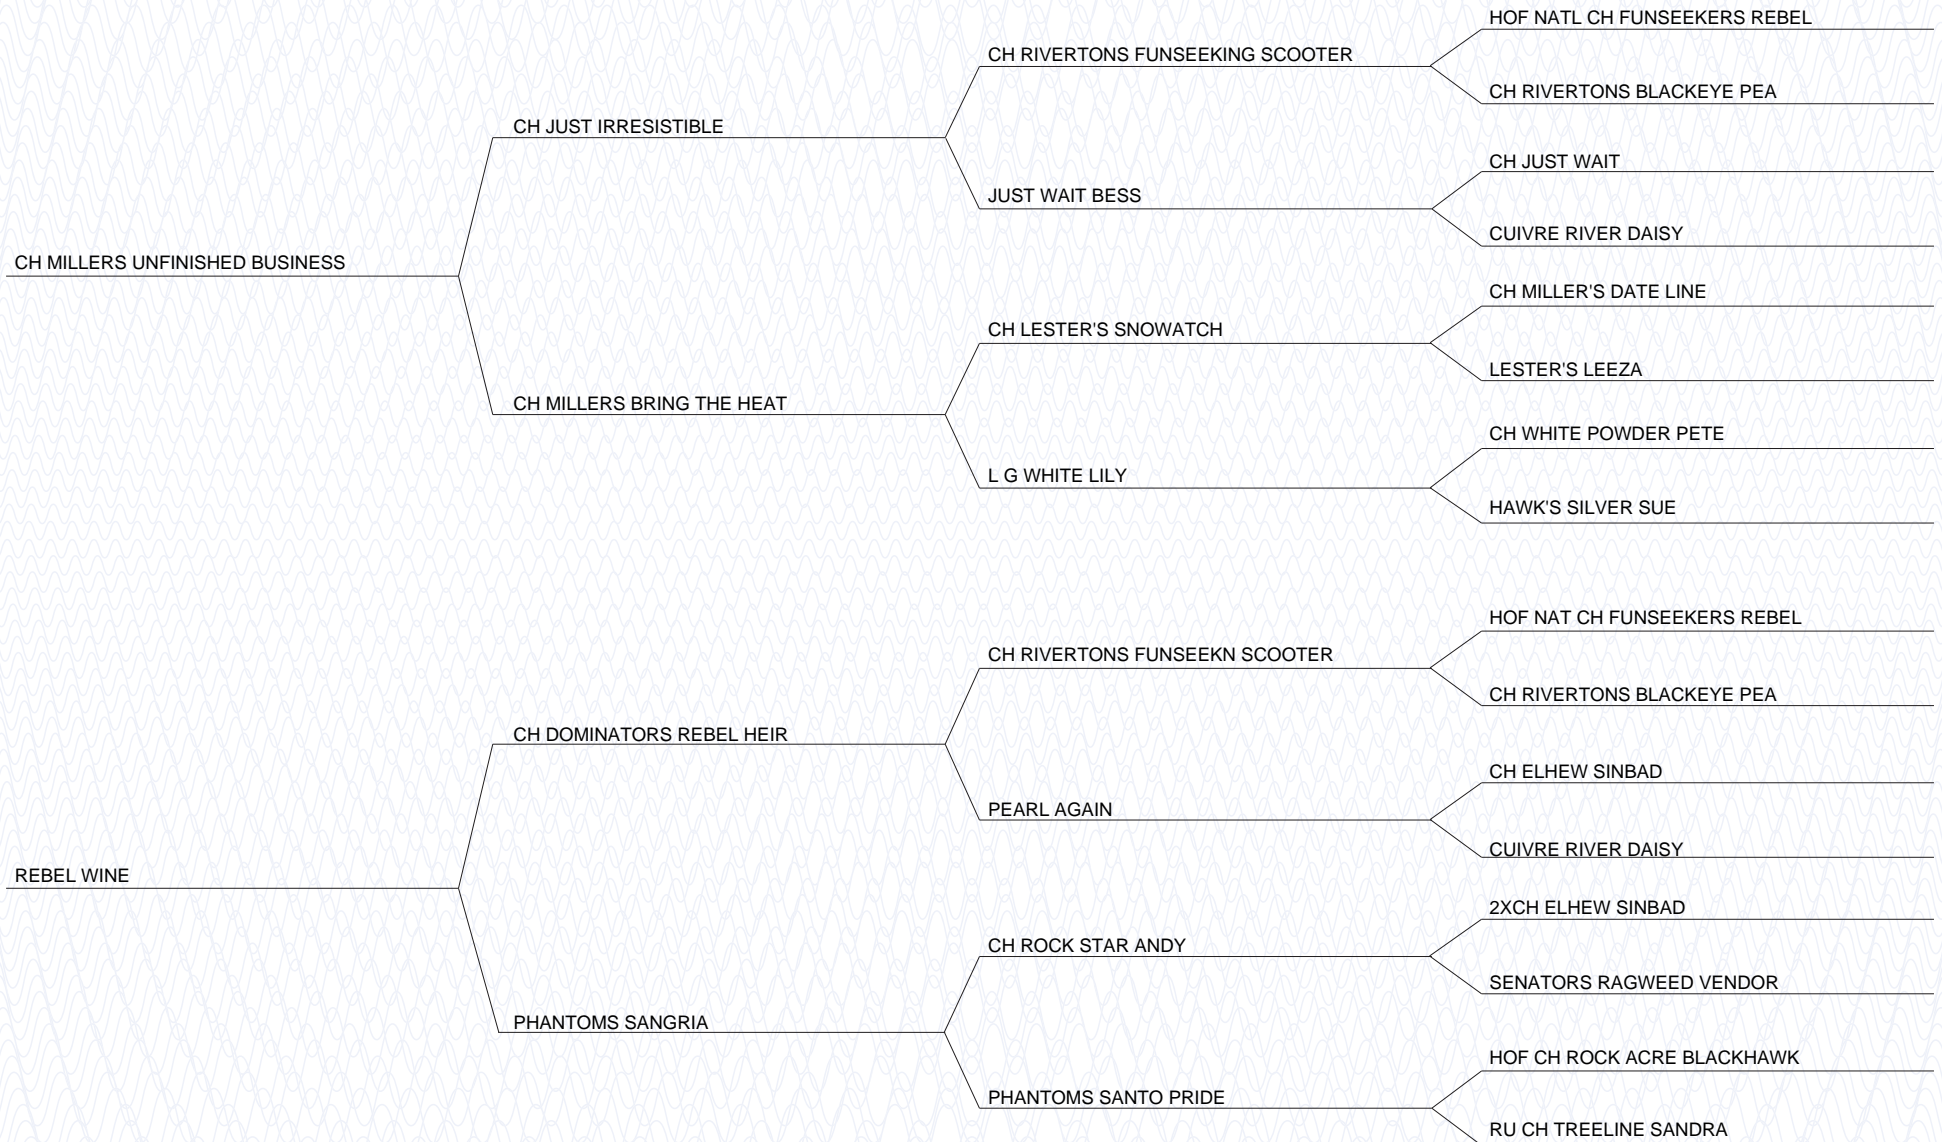 HOF NATL CH FUNSEEKERS REBEL
CH RIVERTONS FUNSEEKING SCOOTER
CH RIVERTONS BLACKEYE PEA
CH JUST IRRESISTIBLE
CH JUST WAIT
JUST WAIT BESS
CUIVRE RIVER DAISY
CH MILLERS UNFINISHED BUSINESS
CH MILLER'S DATE LINE
CH LESTER'S SNOWATCH
LESTER'S LEEZA
CH MILLERS BRING THE HEAT
CH WHITE POWDER PETE
L G WHITE LILY
HAWK'S SILVER SUE
HOF NAT CH FUNSEEKERS REBEL
CH RIVERTONS FUNSEEKN SCOOTER
CH RIVERTONS BLACKEYE PEA
CH DOMINATORS REBEL HEIR
CH ELHEW SINBAD
PEARL AGAIN
CUIVRE RIVER DAISY
REBEL WINE
2XCH ELHEW SINBAD
CH ROCK STAR ANDY
SENATORS RAGWEED VENDOR
PHANTOMS SANGRIA
HOF CH ROCK ACRE BLACKHAWK
PHANTOMS SANTO PRIDE
RU CH TREELINE SANDRA